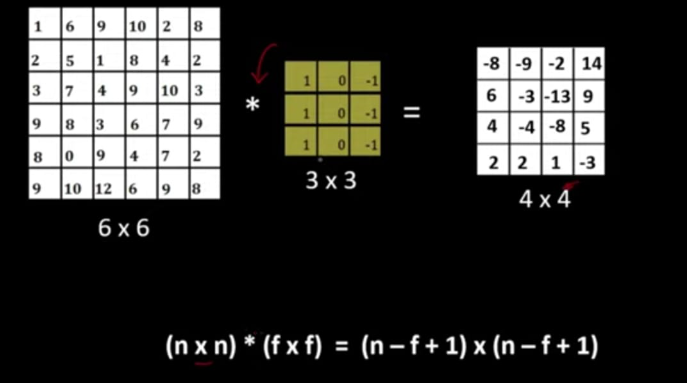 1 6 9 10 2 8
2 5 1 8 4 2
3 7 4 9 10 3
9 8 3 6 7 9
8 0 9 4 7 2
9 10 12 6 9 8
6 x 6
*
1 0 -1
1 0 -1
1 0 -1
3 x 3
=
-8 -9 -2 14
6 -3 -13 9
4 -4 -8 5
2 2 1 -3
4 x 4
(n x n) * (f x f) = (n – f + 1) x (n – f + 1)